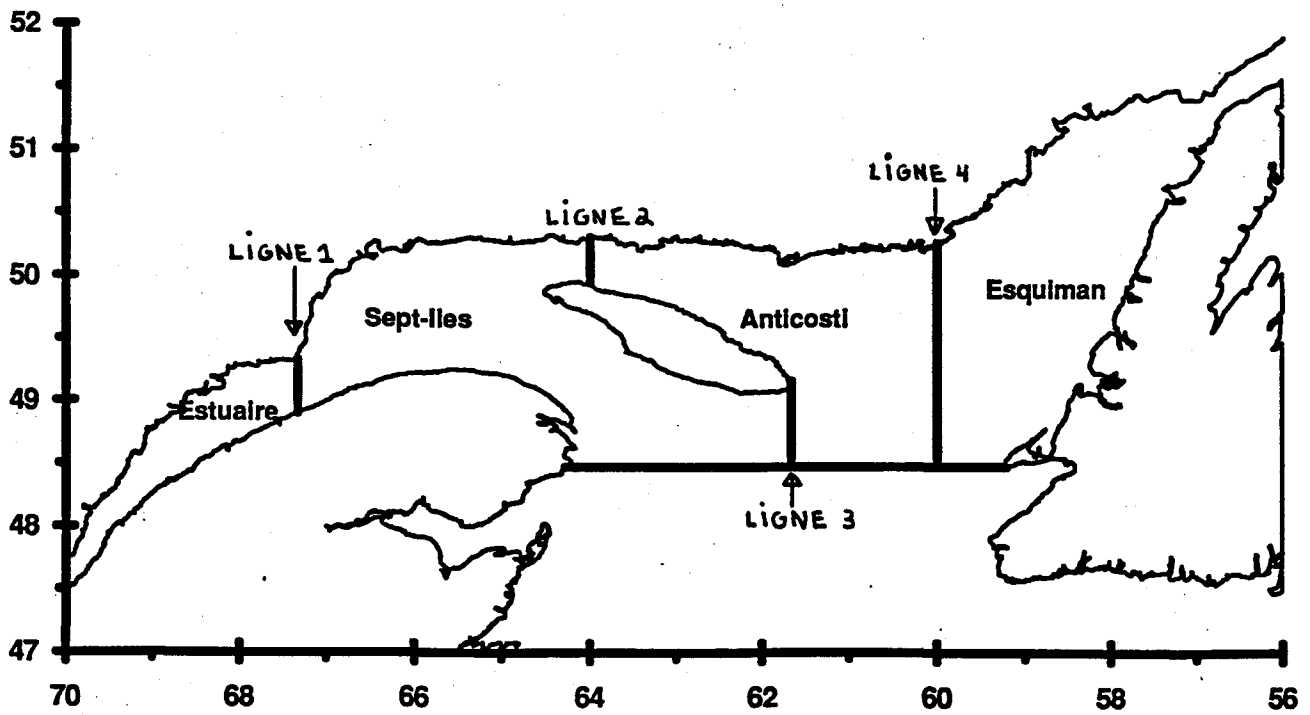 52
51
LIGNE 4
LIGNE 2
LIGNE 1
50
Esquiman
Sept-Iles
Anticosti
49
Estuaire
48
LIGNE 3
47
70 68 66 64 62 60 58 56